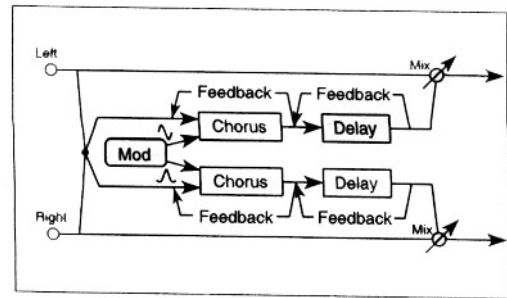 Left
Mix
Feedback
Feedback
Chorus
Delay
Mod
Chorus
Delay
Feedback
Feedback
Right
Mix